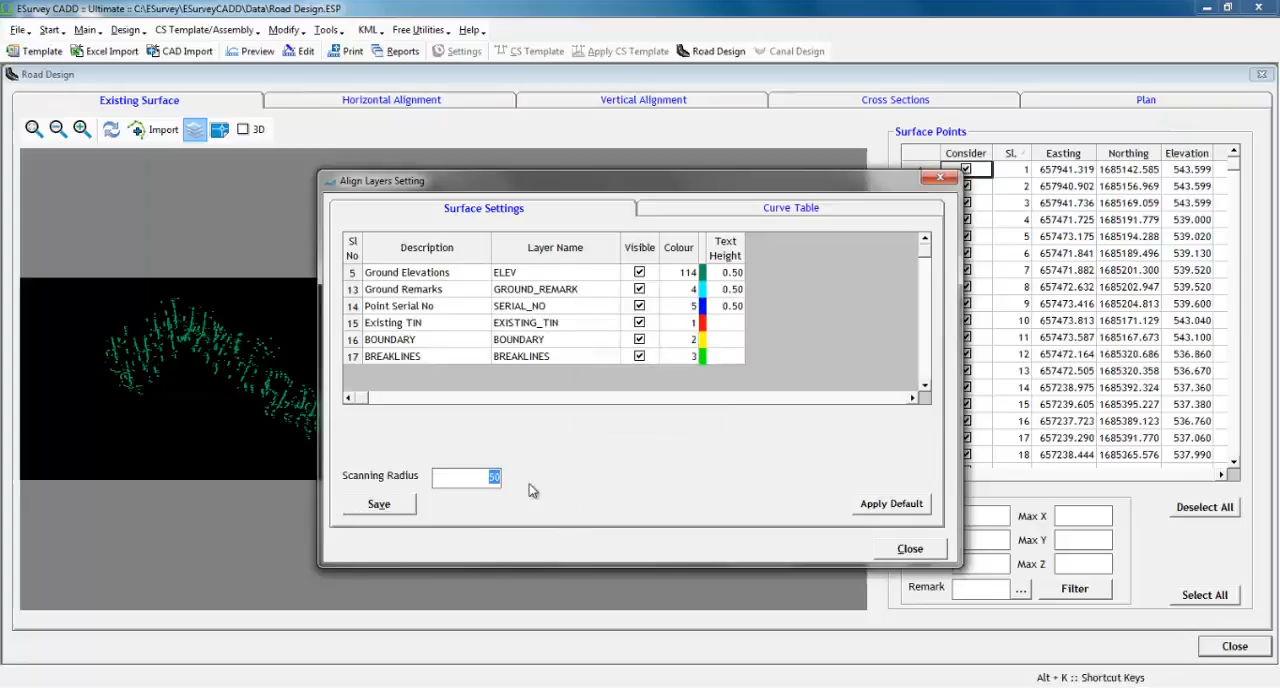 ESurvey CADD :: Ultimate :: C:\ESurvey\ESurveyCADD\Data\Road Design.ESP
File Start Main Design CS Template/Assembly Modify Tools KML Free Utilities Help
Template Excel Import CAD Import Preview Edit Print Reports Settings CS Template Apply CS Template Road Design Canal Design
Road Design
Existing Surface Horizontal Alignment Vertical Alignment Cross Sections Plan
Import 3D
Surface Points
Consider Sl. Easting Northing Elevation
1 657941.319 1685142.585 543.599
2 657940.902 1685156.969 543.599
3 657941.736 1685169.059 543.599
4 657471.725 1685191.779 539.000
5 657473.175 1685194.288 539.020
6 657471.841 1685189.496 539.130
7 657471.882 1685201.300 539.520
8 657472.632 1685202.947 539.520
9 657473.416 1685204.813 539.600
10 657473.813 1685171.129 543.040
11 657473.587 1685167.673 543.100
12 657472.164 1685320.686 536.860
13 657472.505 1685320.358 536.670
14 657238.975 1685392.324 537.360
15 657239.605 1685395.227 537.380
16 657237.723 1685389.123 536.760
17 657239.290 1685391.770 537.060
18 657238.444 1685365.576 537.990
Align Layers Setting
Surface Settings Curve Table
Sl No Description Layer Name Visible Colour Text Height
5 Ground Elevations ELEV 114 0.50
13 Ground Remarks GROUND_REMARK 4 0.50
14 Point Serial No SERIAL_NO 5 0.50
15 Existing TIN EXISTING_TIN 1
16 BOUNDARY BOUNDARY 2
17 BREAKLINES BREAKLINES 3
Scanning Radius 50
Save Apply Default
Close
Max X
Max Y
Max Z
Remark ... Filter
Deselect All
Select All
Close
Alt + K :: Shortcut Keys